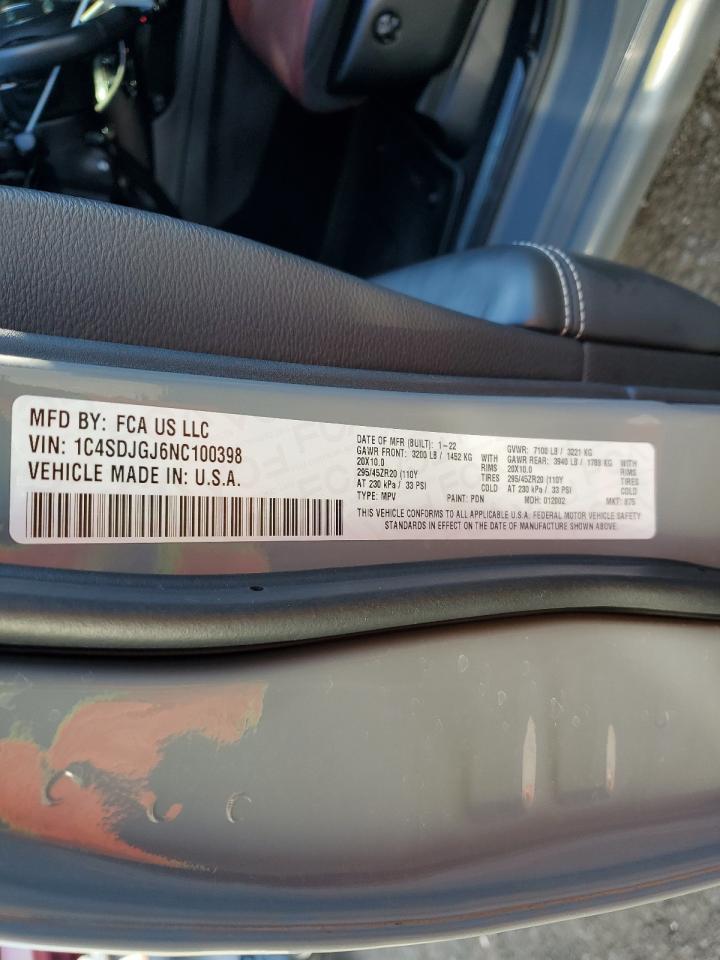 MFD BY: FCA US LLC
VIN: 1C4SDJGJ6NC100398
VEHICLE MADE IN: U.S.A.
DATE OF MFR (BUILT): 1-22 GVWR: 7100 LB / 3221 KG
GAWR FRONT: 3200 LB / 1452 KG WITH GAWR REAR: 3940 LB / 1789 KG WITH
20X10.0 RIMS 20X10.0 RIMS
295/45ZR20 (110Y TIRES 295/45ZR20 (110Y TIRES
AT 230 kPa / 33 PSI COLD AT 230 kPa / 33 PSI COLD
TYPE: MPV PAINT: PDN MDH: 012002 MKT: 875
THIS VEHICLE CONFORMS TO ALL APPLICABLE U.S.A. FEDERAL MOTOR VEHICLE SAFETY
STANDARDS IN EFFECT ON THE DATE OF MANUFACTURE SHOWN ABOVE.